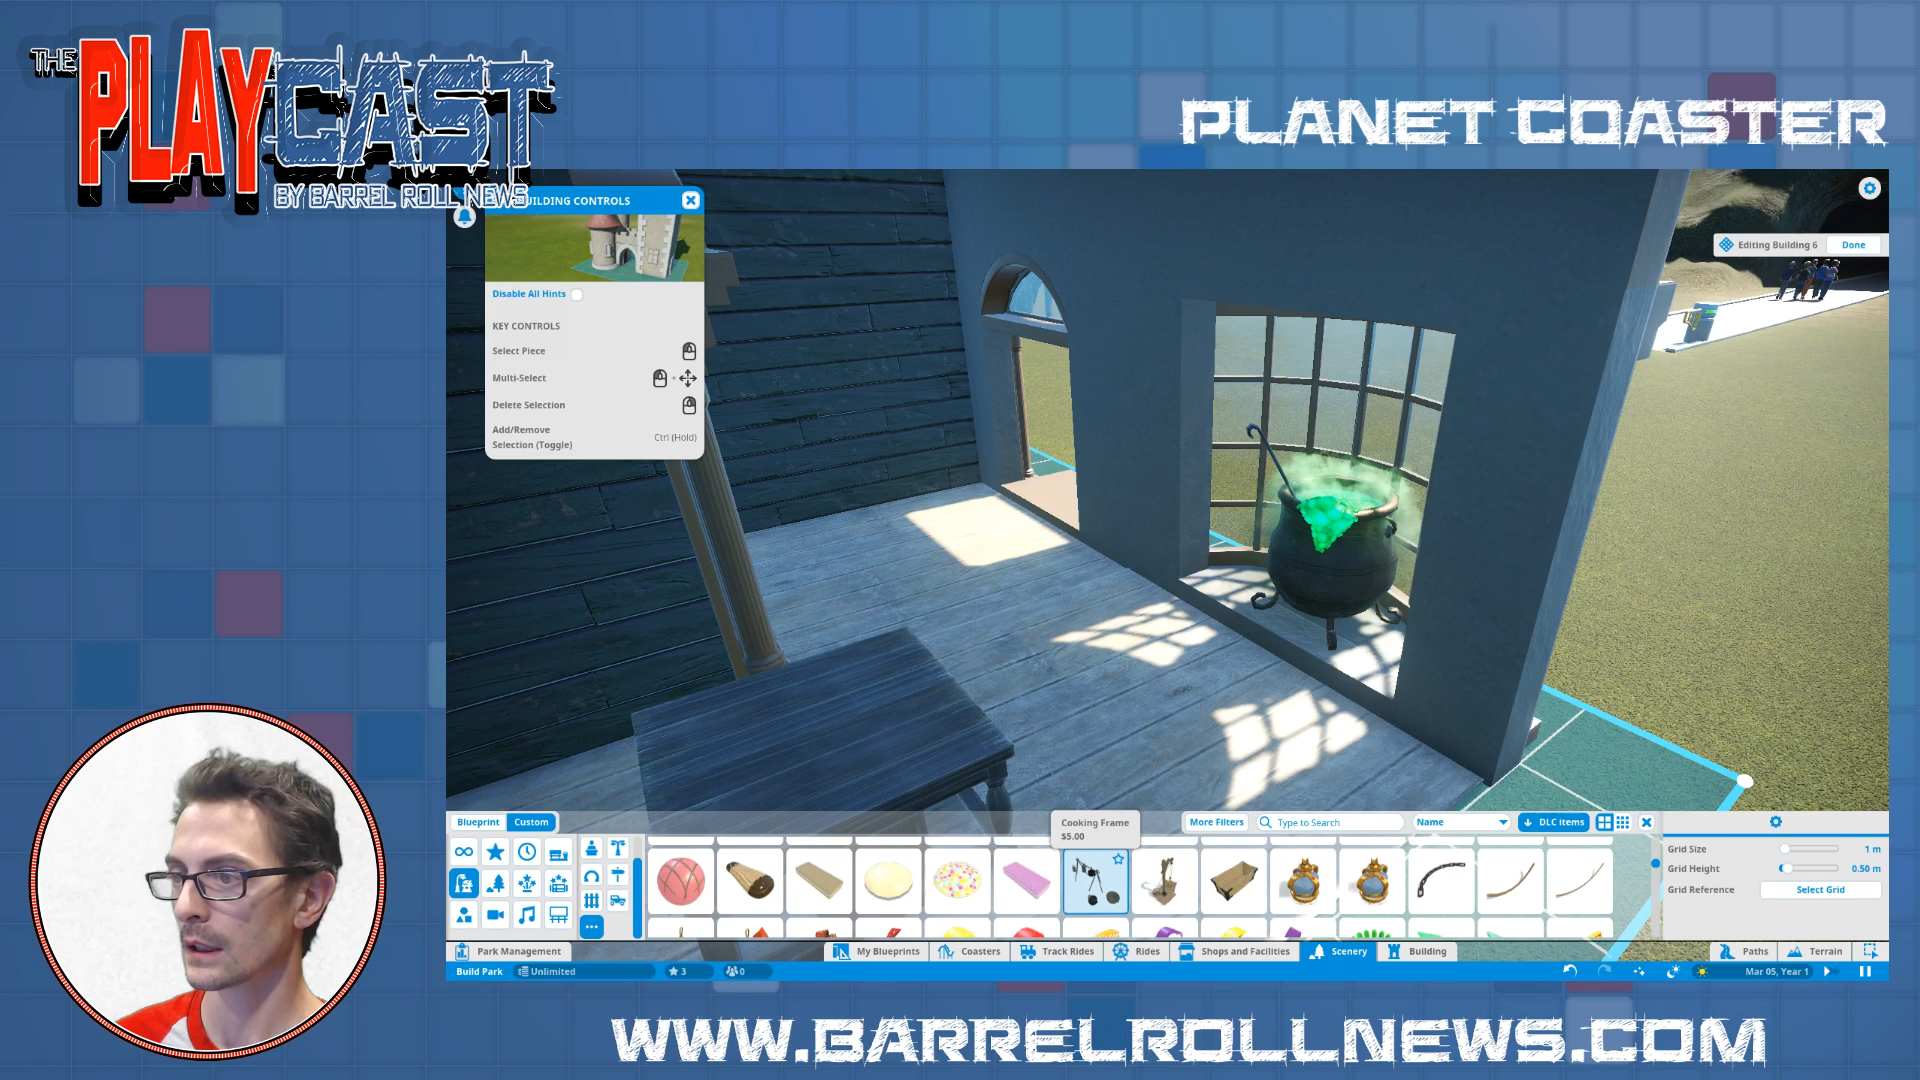 THE PLAYCAST
BY BARREL ROLL NEWS
PLANET COASTER
UILDING CONTROLS
Disable All Hints
KEY CONTROLS
Select Piece
Multi-Select
+
Delete Selection
Add/Remove
Selection (Toggle)
Ctrl (Hold)
Editing Building 6
Done
Blueprint
Custom
Cooking Frame
$5.00
More Filters
Type to Search
Name
DLC items
Grid Size
1 m
Grid Height
0.50 m
Grid Reference
Select Grid
Park Management
My Blueprints
Coasters
Track Rides
Rides
Shops and Facilities
Scenery
Building
Paths
Terrain
Build Park
Unlimited
3
0
Mar 05, Year 1
WWW.BARRELROLLNEWS.COM